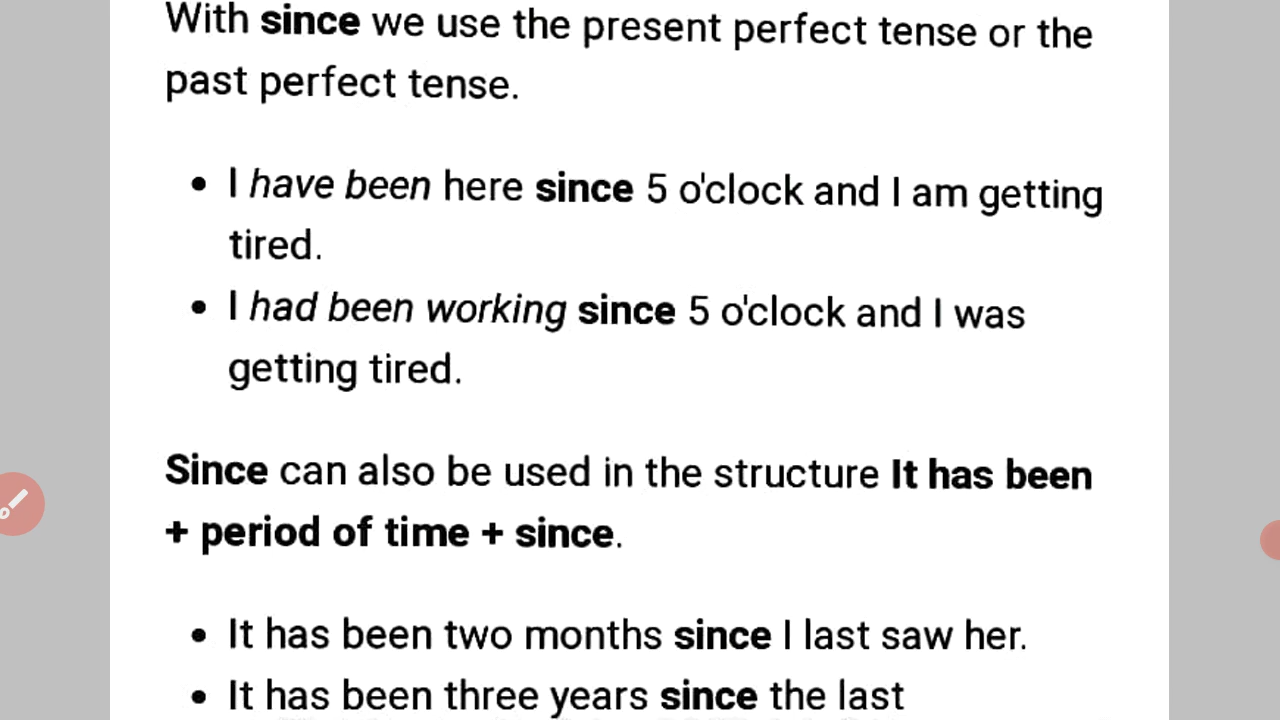 With since we use the present perfect tense or the
past perfect tense.
• I have been here since 5 o'clock and I am getting
tired.
• I had been working since 5 o'clock and I was
getting tired.
Since can also be used in the structure It has been
+ period of time + since.
• It has been two months since I last saw her.
• It has been three years since the last